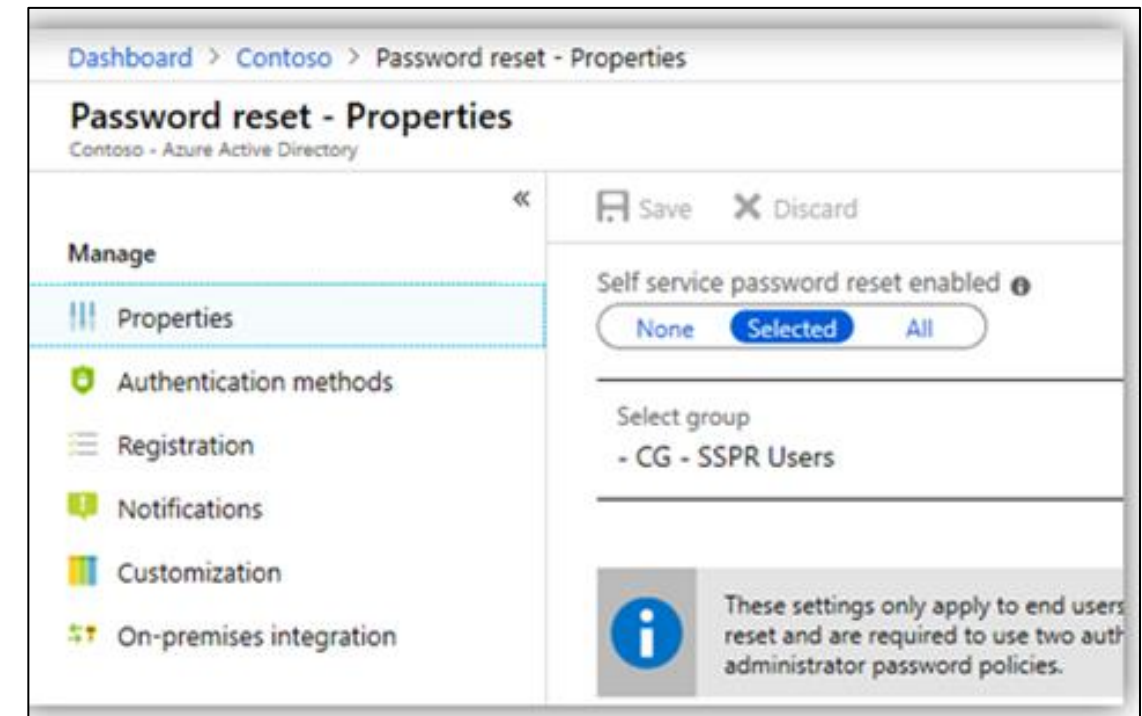 Dashboard > Contoso > Password reset - Properties
Password reset - Properties
Contoso - Azure Active Directory
«
Save Discard
Manage
Properties
Authentication methods
Registration
Notifications
Customization
On-premises integration
Self service password reset enabled
None Selected All
Select group
- CG - SSPR Users
These settings only apply to end users
reset and are required to use two auth
administrator password policies.